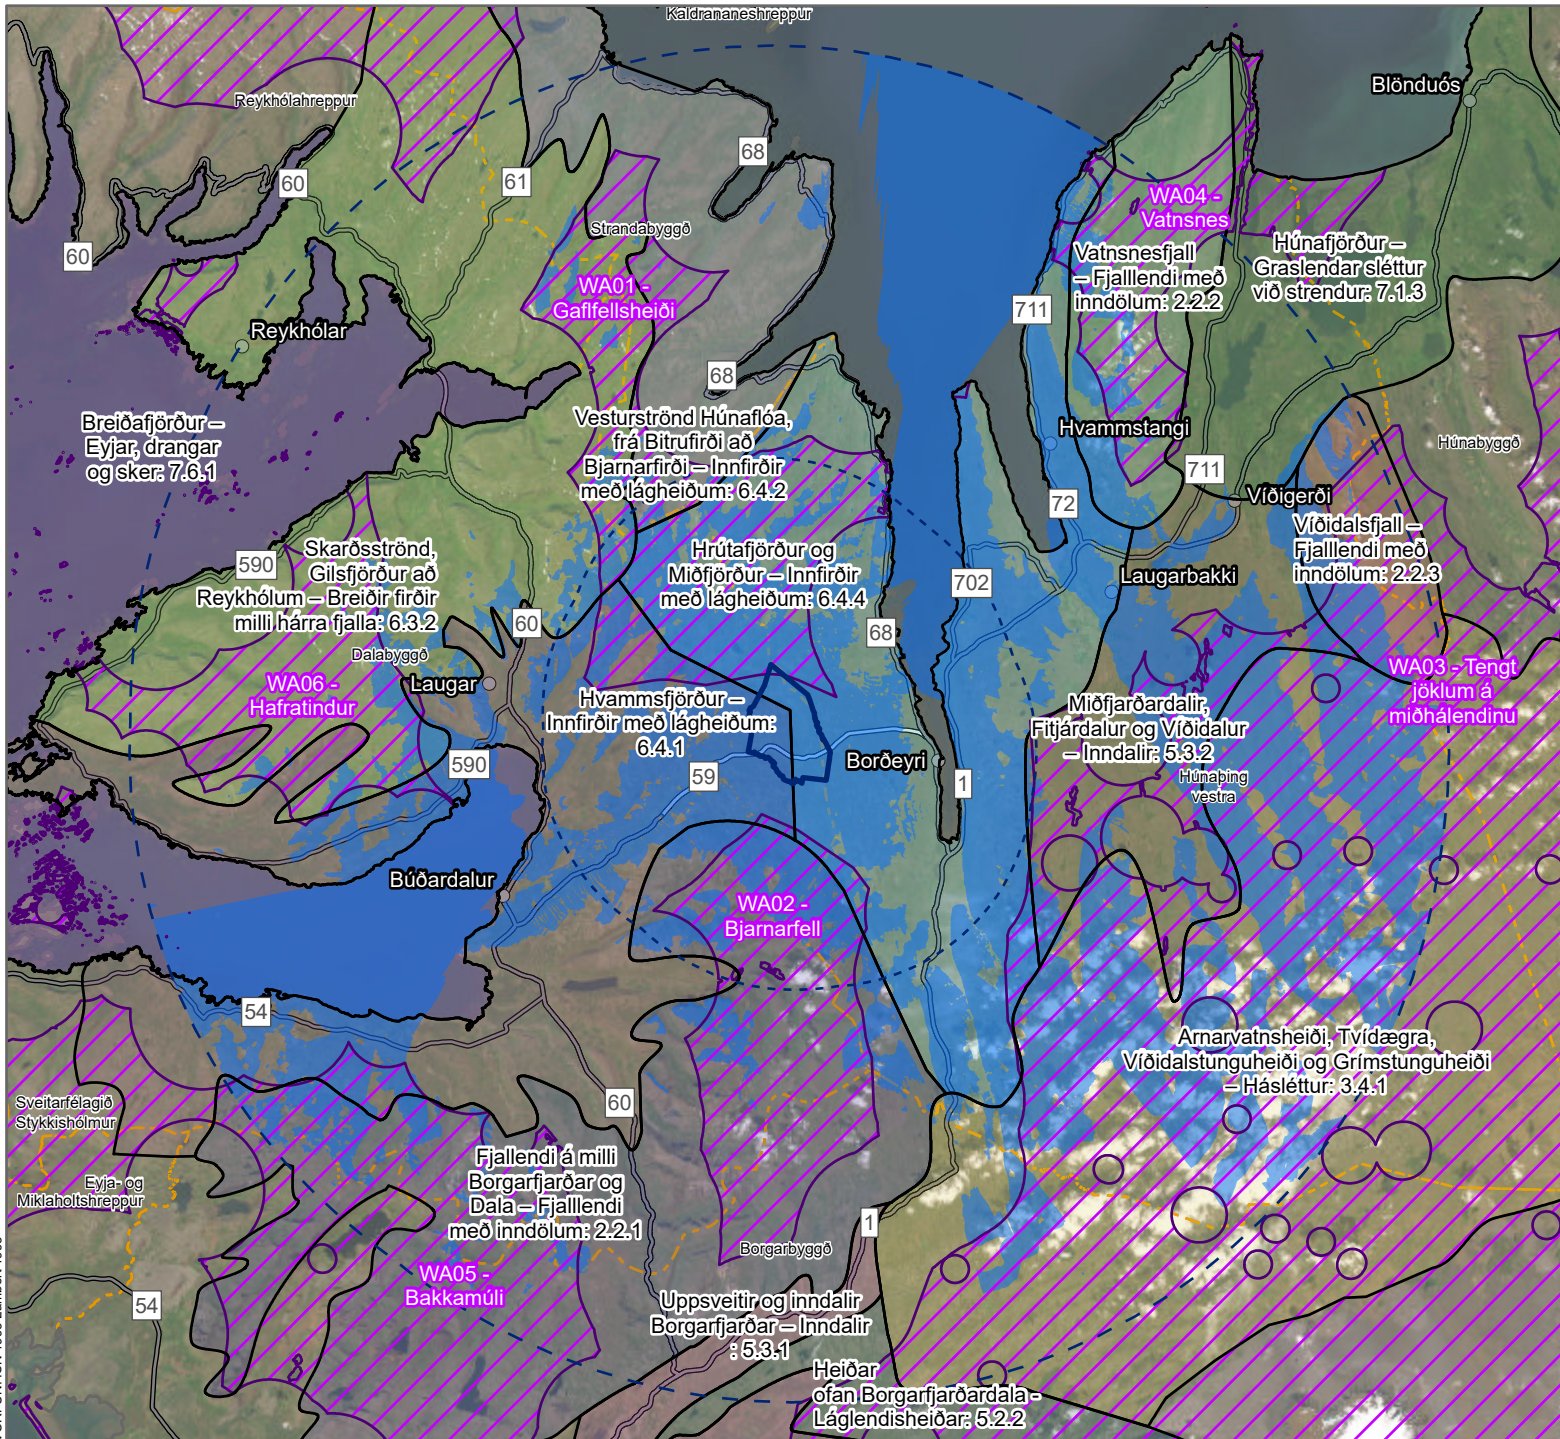 Kaldrananeshreppur
Reykhólahreppur
Blönduós
68
60
61
60
WA04 -
Vatnsnes
Strandabyggð
Vatnsnesfjall
– Fjalllendi með
inndölum: 2.2.2
Húnafjörður –
Graslendar sléttur
við strendur: 7.1.3
WA01 -
Gaflfellsheiði
711
Reykhólar
68
Breiðafjörður –
Eyjar, drangar
og sker: 7.6.1
Vesturströnd Húnaflóa,
frá Bitrufirði að
Bjarnarfirði – Innfirðir
með lágheiðum: 6.4.2
Hvammstangi
Húnabyggð
711
72
Víðigerði
Víðidalsfjall –
Fjalllendi með
inndölum: 2.2.3
590
Skarðsströnd,
Gilsfjörður að
Reykhólum – Breiðir firðir
milli hárra fjalla: 6.3.2
Hrútafjörður og
Miðfjörður – Innfirðir
með lágheiðum: 6.4.4
702
Laugarbakki
60
68
Dalabyggð
WA06 -
Hafratindur
Laugar
WA03 - Tengt
jöklum á
miðhálendinu
Hvammsfjörður –
Innfirðir með lágheiðum:
6.4.1
Miðfjarðardalir,
Fitjárdalur og Víðidalur
– Inndalir: 5.3.2
590
59
Borðeyri
1
Húnaþing
vestra
Búðardalur
WA02 -
Bjarnarfell
54
Arnarvatnsheiði, Tvídægra,
Víðidalstunguheiði og Grímstunguheiði
– Hásléttur: 3.4.1
Sveitarfélagið
Stykkishólmur
60
Fjallendi á milli
Borgarfjarðar og
Dala – Fjalllendi
með inndölum: 2.2.1
Eyja- og
Miklaholtshreppur
1
Borgarbyggð
WA05 -
Bakkamúli
54
Uppsveitir og inndalir
Borgarfjarðar – Inndalir
: 5.3.1
Heiðar
ofan Borgarfjarðardala -
Láglendisheiðar: 5.2.2